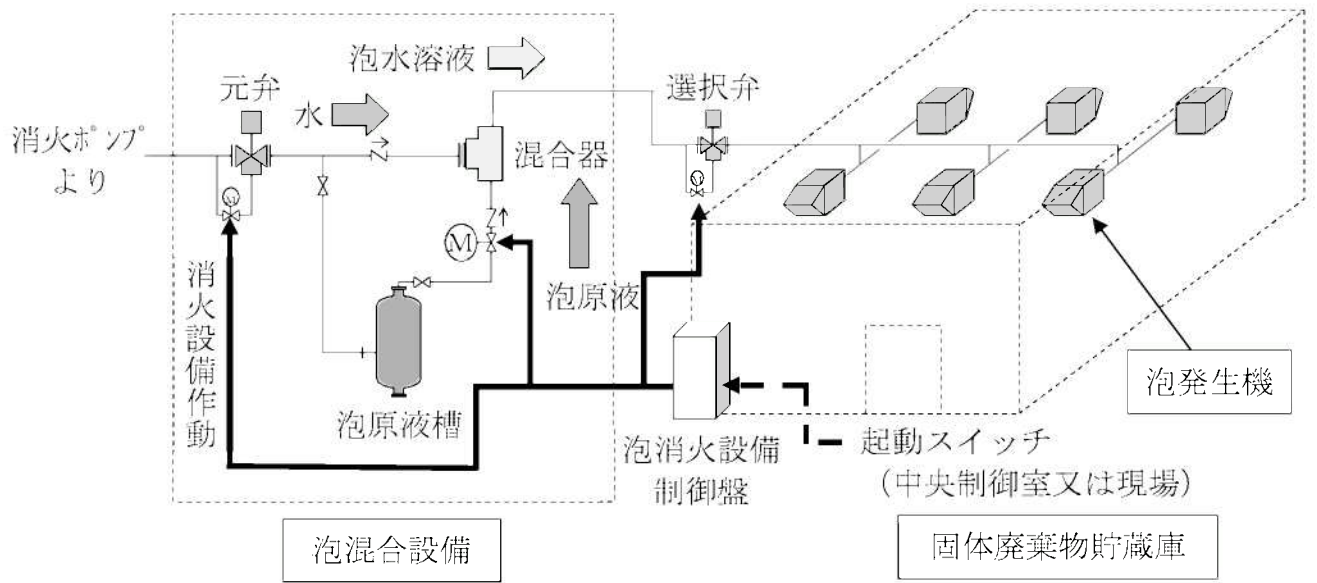 泡水溶液
元弁
水
選択弁
消火ﾎﾟﾝﾌﾟ
より
混合器
M
M
M
泡原液
消火設備作動
泡発生機
泡原液槽
泡消火設備
制御盤
起動スイッチ
（中央制御室又は現場）
泡混合設備
固体廃棄物貯蔵庫